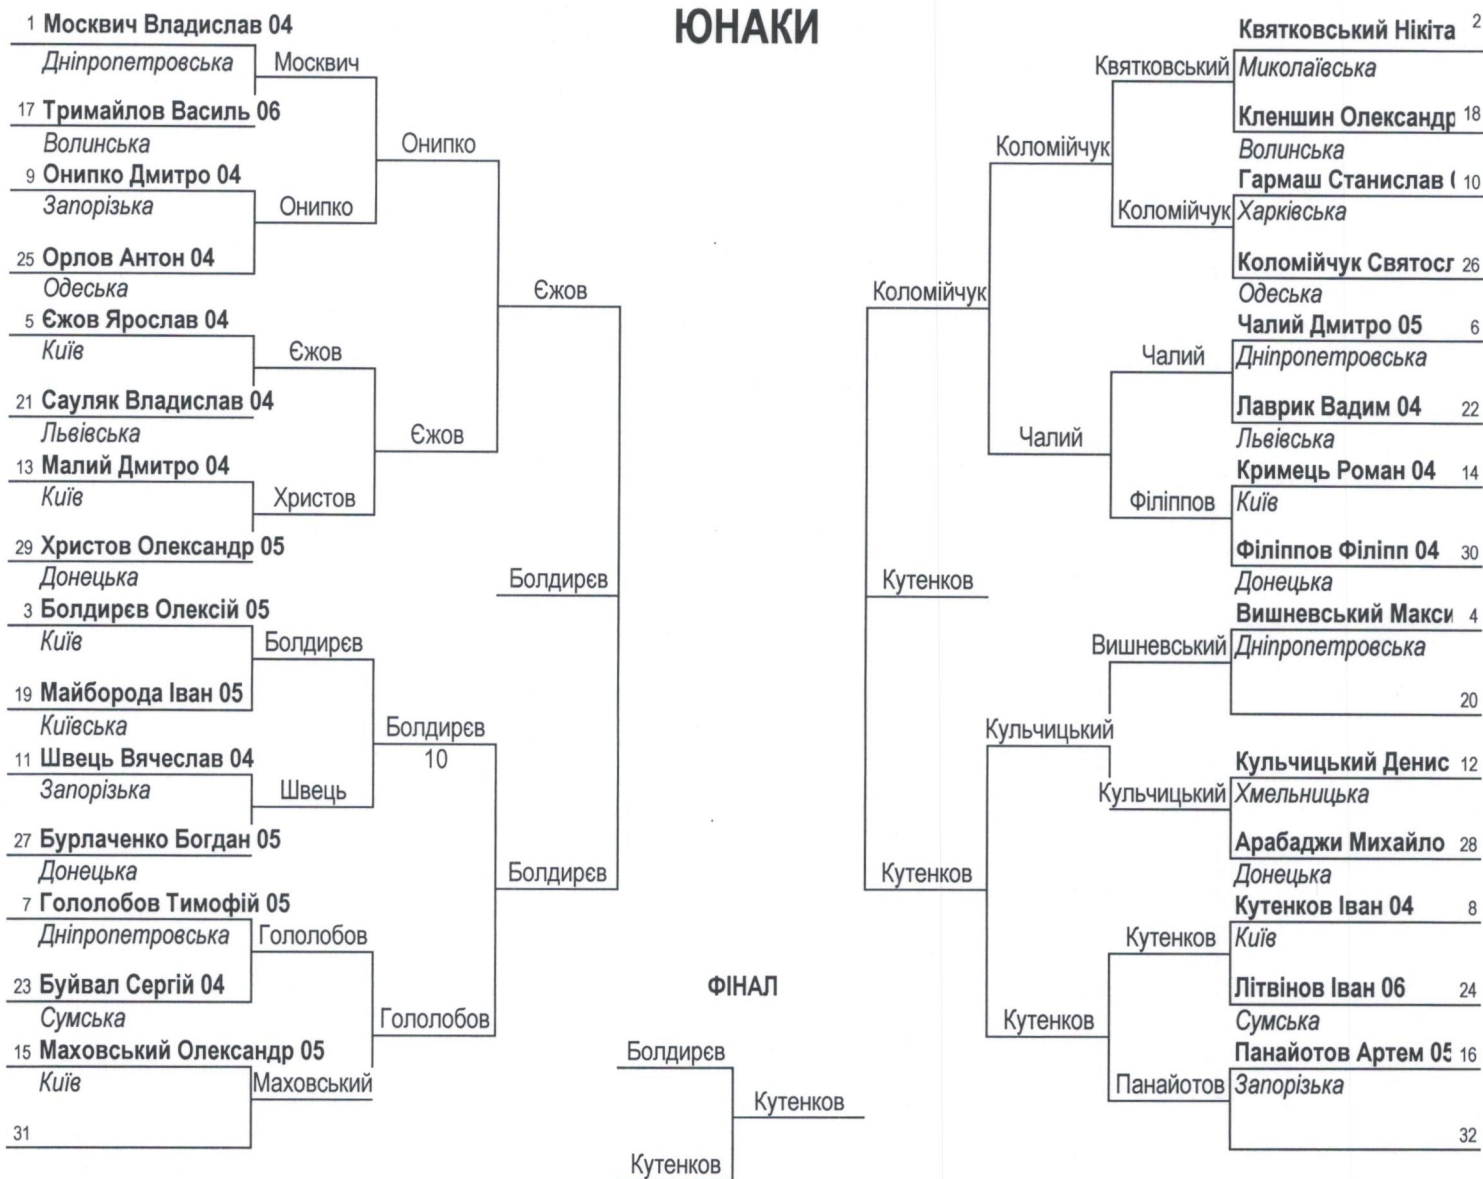 ЮНАКИ
1 Москвич Владислав 04
Дніпропетровська
Москвич
17 Тримайлов Василь 06
Волинська
Онипко
9 Онипко Дмитро 04
Запорізька
Онипко
25 Орлов Антон 04
Одеська
Єжов
5 Єжов Ярослав 04
Київ
Єжов
21 Сауляк Владислав 04
Львівська
Єжов
13 Малий Дмитро 04
Київ
Христов
29 Христов Олександр 05
Донецька
Болдирєв
3 Болдирєв Олексій 05
Київ
Болдирєв
19 Майборода Іван 05
Київська
Болдирєв
10
11 Швець Вячеслав 04
Запорізька
Швець
27 Бурлаченко Богдан 05
Донецька
Болдирєв
7 Гололобов Тимофій 05
Дніпропетровська
Гололобов
23 Буйвал Сергій 04
Сумська
Гололобов
15 Маховський Олександр 05
Київ
Маховський
31
Квятковський Нікіта 2
Квятковський
Миколаївська
Кленшин Олександр 18
Коломійчук
Волинська
Гармаш Станислав ( 10
Коломійчук
Харківська
Коломійчук Святосл 26
Коломійчук
Одеська
Чалий Дмитро 05 6
Чалий
Дніпропетровська
Лаврик Вадим 04 22
Чалий
Львівська
Кримець Роман 04 14
Філіппов
Київ
Філіппов Філіпп 04 30
Кутенков
Донецька
Вишневський Макси 4
Вишневський
Дніпропетровська
20
Кульчицький
Кульчицький Денис 12
Кульчицький
Хмельницька
Арабаджи Михайло 28
Кутенков
Донецька
Кутенков Іван 04 8
Кутенков
Київ
Літвінов Іван 06 24
Кутенков
Сумська
Панайотов Артем 05 16
Панайотов
Запорізька
32
ФІНАЛ
Болдирєв
Кутенков
Кутенков